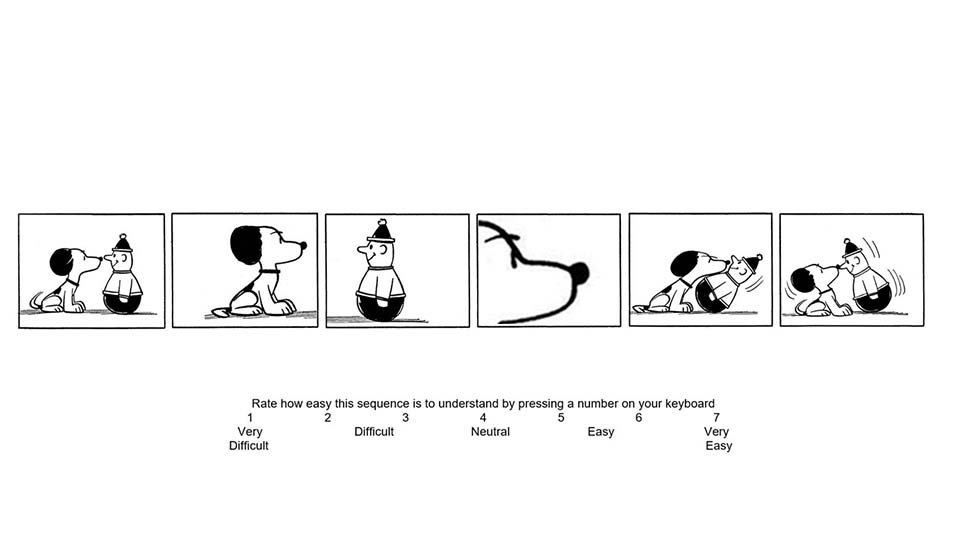 Rate how easy this sequence is to understand by pressing a number on your keyboard
1 2 3 4 5 6 7
Very Difficult Neutral Easy Very
Difficult Easy